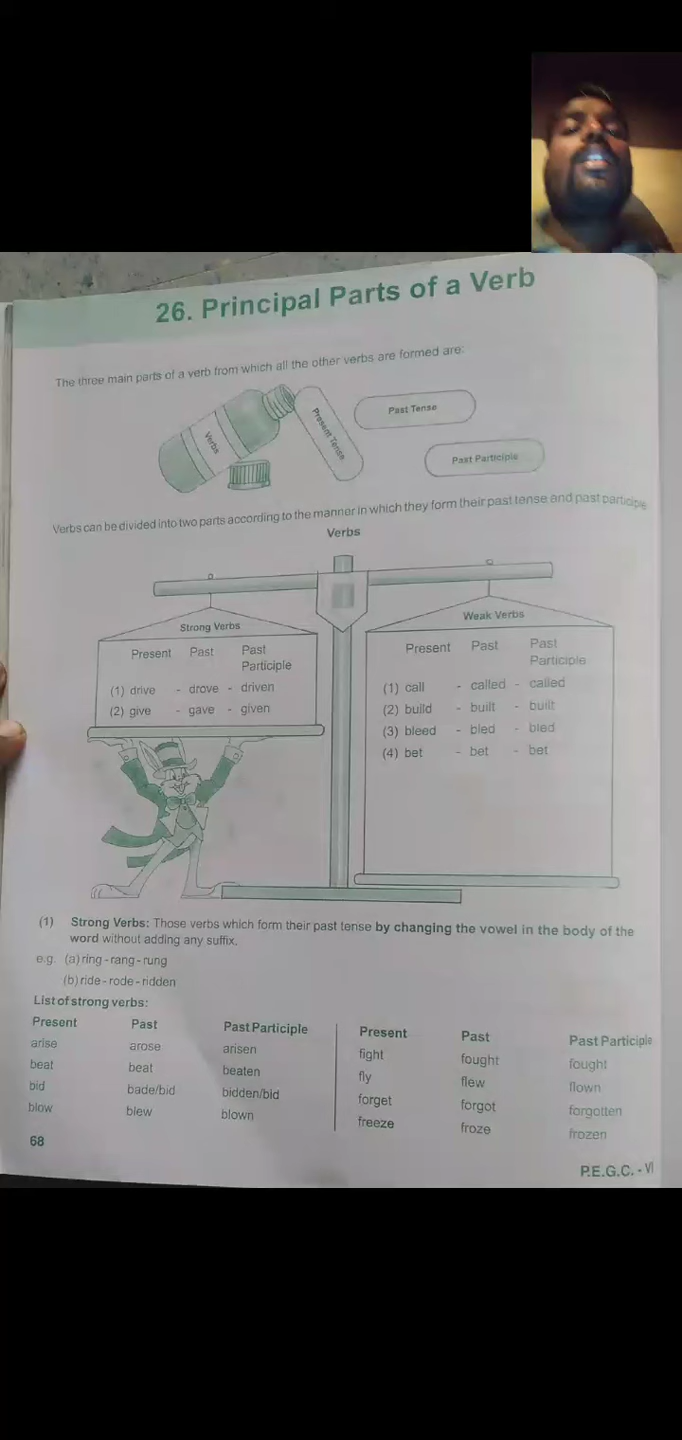 26. Principal Parts of a Verb
The three main parts of a verb from which all the other verbs are formed are:
Verbs
Present Tense
Past Tense
Past Participle
Verbs can be divided into two parts according to the manner in which they form their past tense and past participle
Verbs
Strong Verbs
Present Past Past Participle
(1) drive - drove - driven
(2) give - gave - given
Weak Verbs
Present Past Past Participle
(1) call - called - called
(2) build - built - built
(3) bleed - bled - bled
(4) bet - bet - bet
(1) Strong Verbs: Those verbs which form their past tense by changing the vowel in the body of the
word without adding any suffix.
e.g. (a) ring - rang - rung
(b) ride - rode - ridden
List of strong verbs:
Present Past Past Participle
arise arose arisen
beat beat beaten
bid bade/bid bidden/bid
blow blew blown
Present Past Past Participle
fight fought fought
fly flew flown
forget forgot forgotten
freeze froze frozen
68
P.E.G.C. - VI